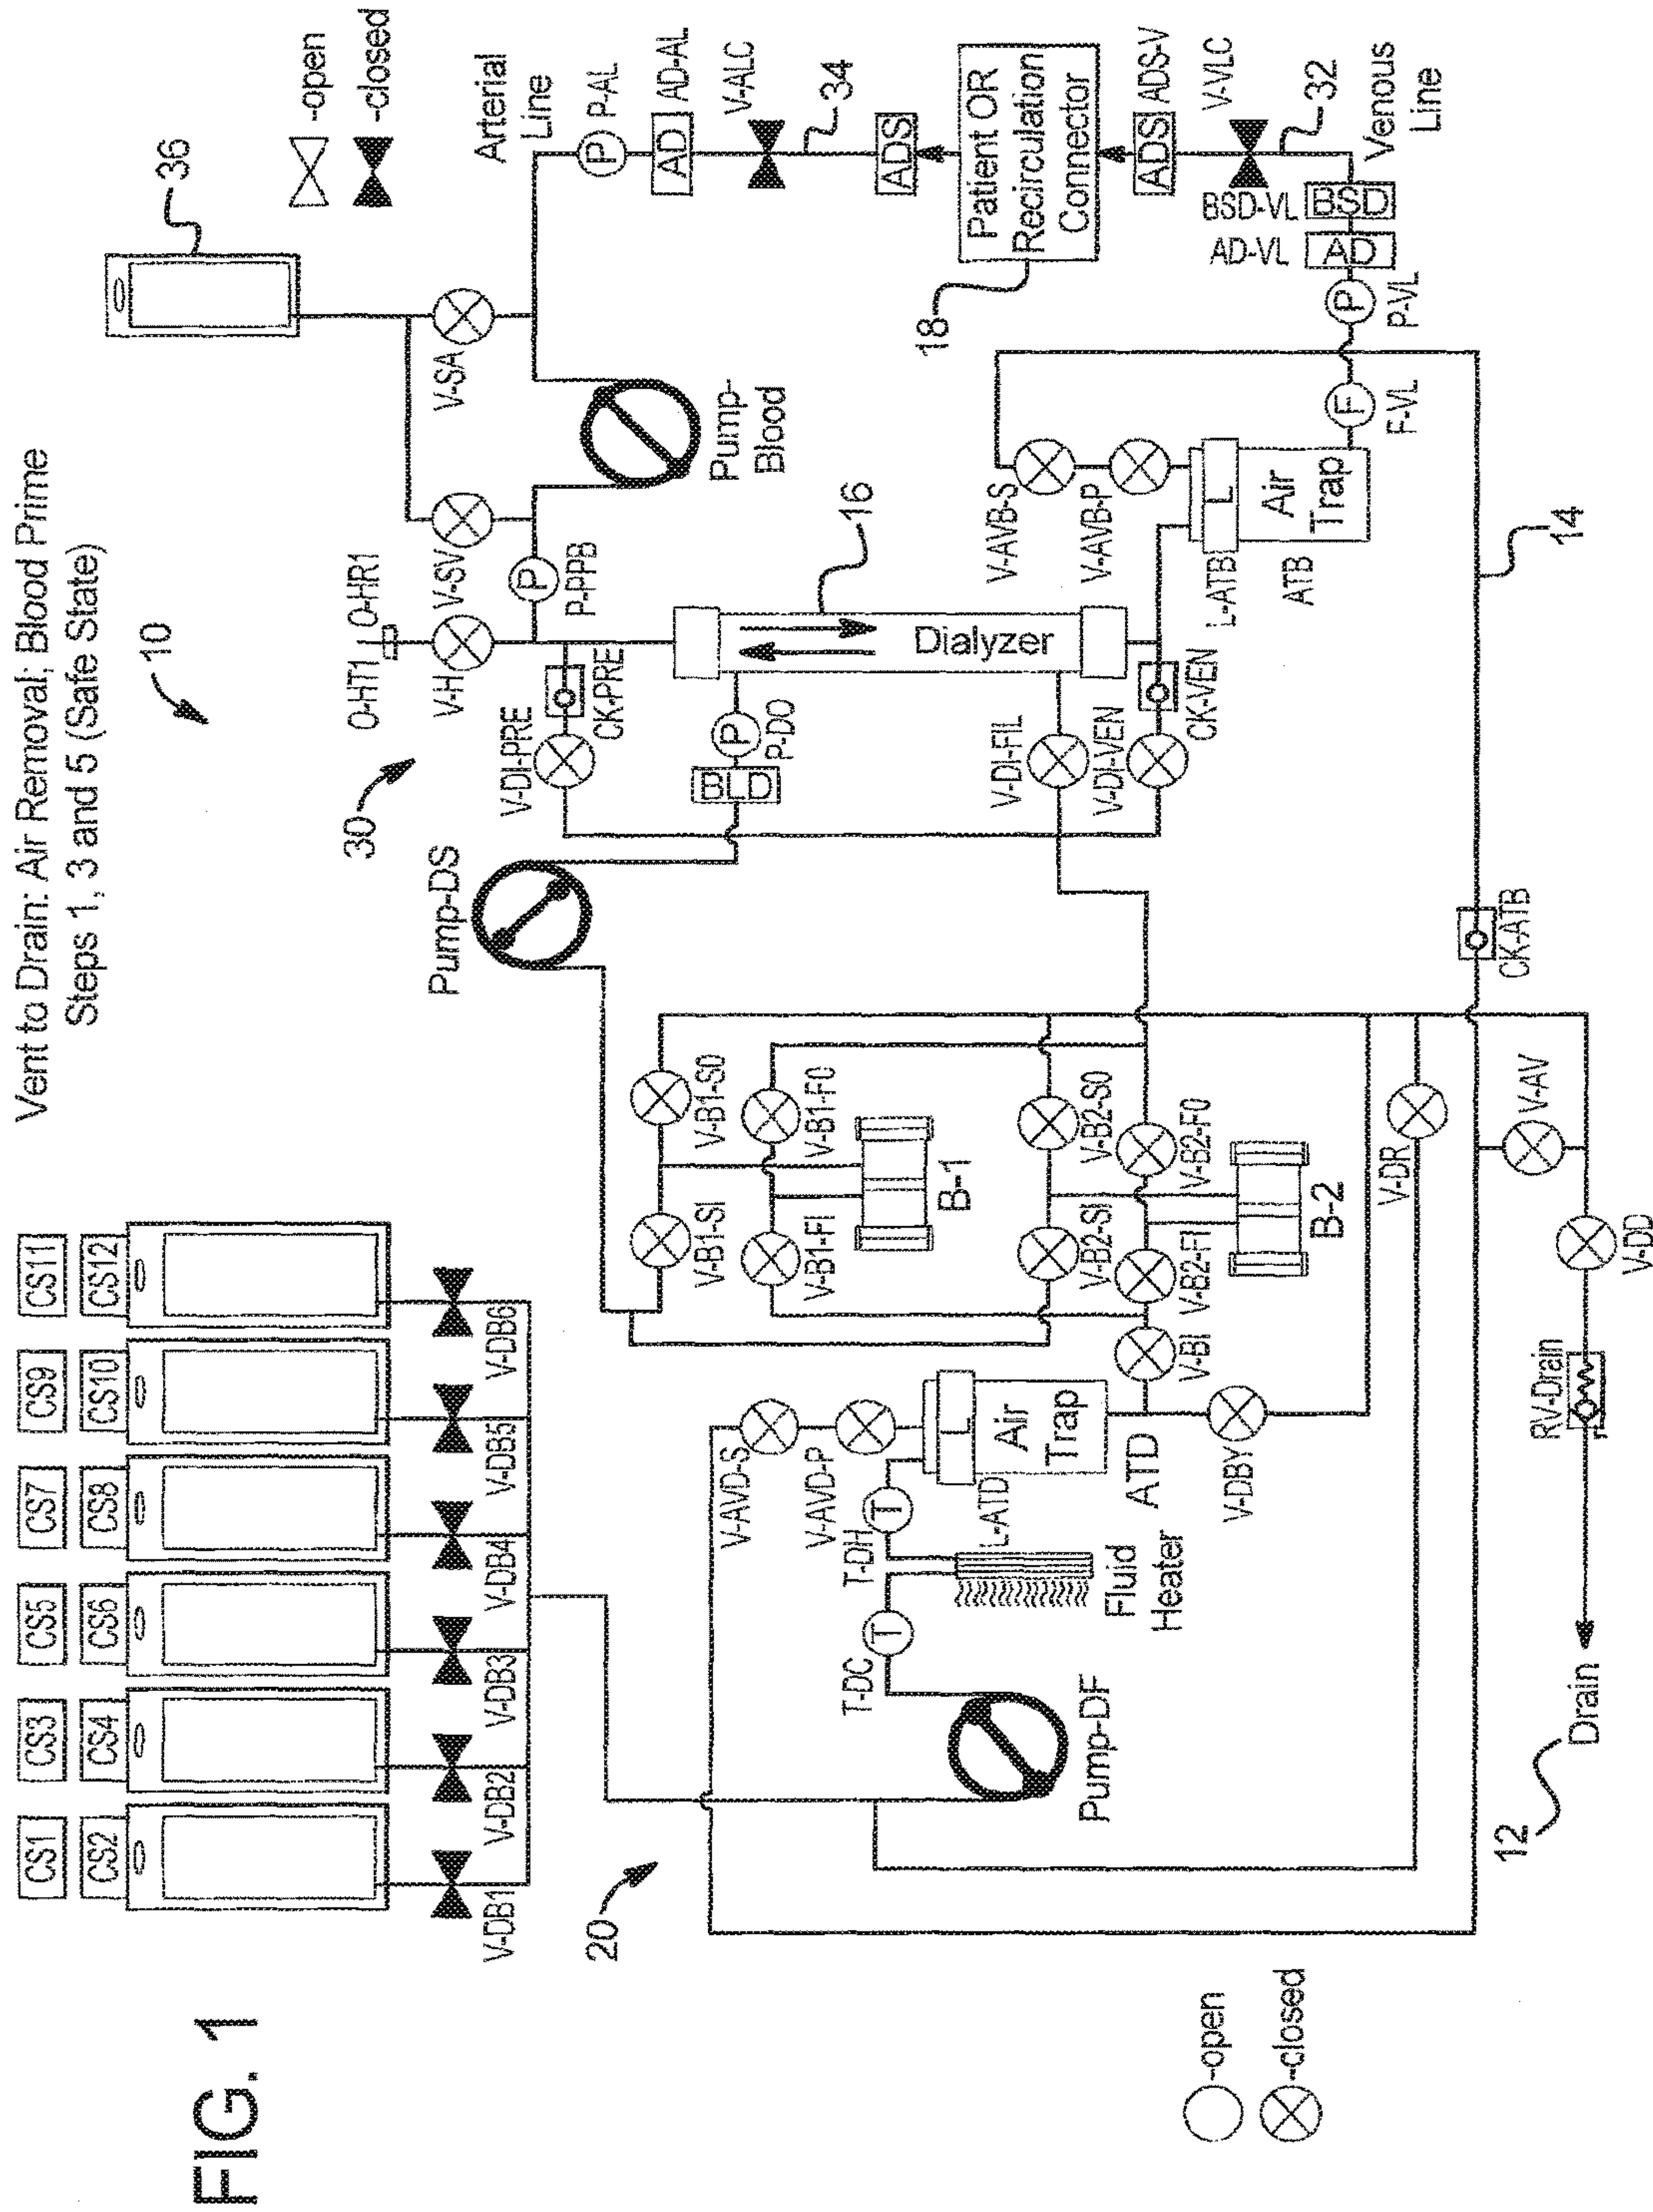 FIG. 1
Vent to Drain: Air Removal; Blood Prime
Steps 1, 3 and 5 (Safe State)
10
CS1
CS2
CS3
CS4
CS5
CS6
CS7
CS8
CS9
CS10
CS11
CS12
V-DB1
V-DB2
V-DB3
V-DB4
V-DB5
V-DB6
20
30
36
-open
-closed
O-HT1
O-HR1
V-H
V-SV
V-SA
Arterial
Line
P
P-AL
AD
AD-AL
V-ALC
34
ADS
Patient OR
Recirculation
Connector
18
ADS
ADS-V
V-VLC
32
Venous
Line
BSD-VL
BSD
AD-VL
AD
P
P-VL
F
F-VL
Pump-
Blood
P
P-PPB
V-DI-PRE
CK-PRE
16
Dialyzer
P
P-DO
BLD
Pump-DS
V-DI-FIL
V-DI-VEN
CK-VEN
V-AVB-S
V-AVB-P
L-ATB
L
Air
Trap
ATB
14
CK-ATB
V-B1-SI
V-B1-S0
V-B1-FI
V-B1-F0
B-1
V-B2-SI
V-B2-S0
V-B2-FI
V-B2-F0
B-2
V-BI
V-AVD-S
V-AVD-P
L-ATD
L
Air
Trap
ATD
V-DBY
T
T-DH
T
T-DC
Fluid
Heater
Pump-DF
V-DR
V-AV
V-DD
RV-Drain
Drain
12
-open
-closed